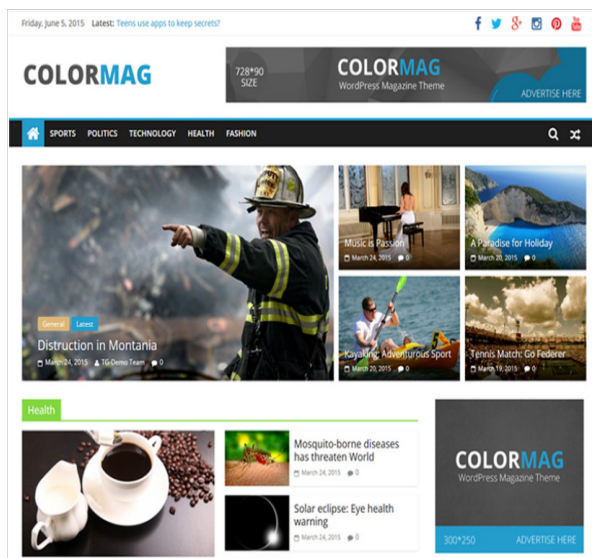 Friday, June 5, 2015 Latest: Teens use apps to keep secrets?
COLORMAG
728*90
SIZE
COLORMAG
WordPress Magazine Theme
ADVERTISE HERE
SPORTS POLITICS TECHNOLOGY HEALTH FASHION
General Latest
Distruction in Montania
March 24, 2015 TG Demo Team 0
Music is Passion
March 24, 2015 0
A Paradise for Holiday
March 20, 2015 0
Kayaking: Adventurous Sport
March 20, 2015 0
Tennis Match: Go Federer
March 19, 2015 0
Health
Mosquito-borne diseases
has threaten World
March 24, 2015 0
Solar eclipse: Eye health
warning
March 24, 2015 0
COLORMAG
WordPress Magazine Theme
300*250 ADVERTISE HERE